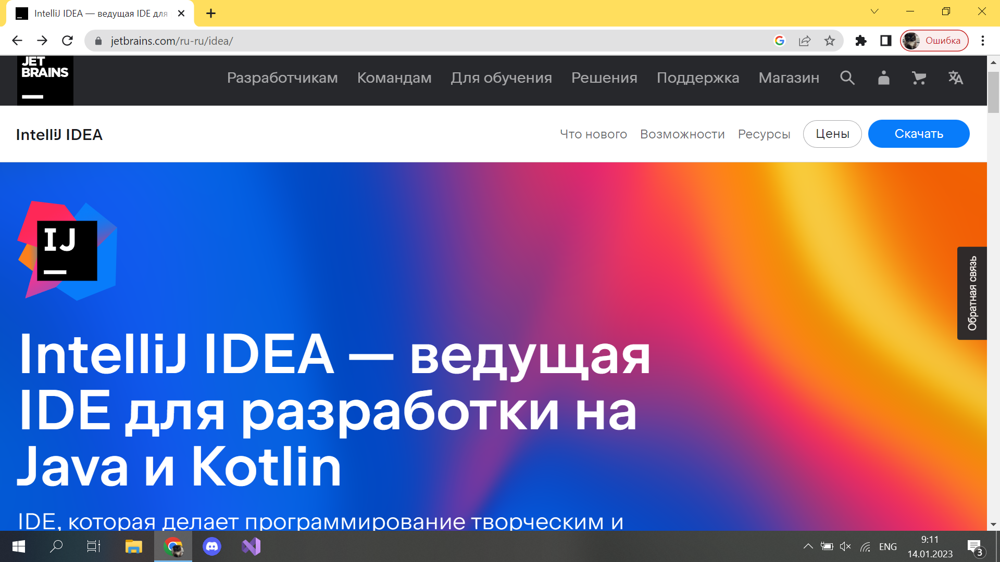 IntelliJ IDEA — ведущая IDE для
jetbrains.com/ru-ru/idea/
Ошибка
JET
BRAINS
Разработчикам
Командам
Для обучения
Решения
Поддержка
Магазин
IntelliJ IDEA
Что нового
Возможности
Ресурсы
Цены
Скачать
IJ
Обратная связь
IntelliJ IDEA — ведущая
IDE для разработки на
Java и Kotlin
IDE, которая делает программирование творческим и
ENG
9:11
14.01.2023
3